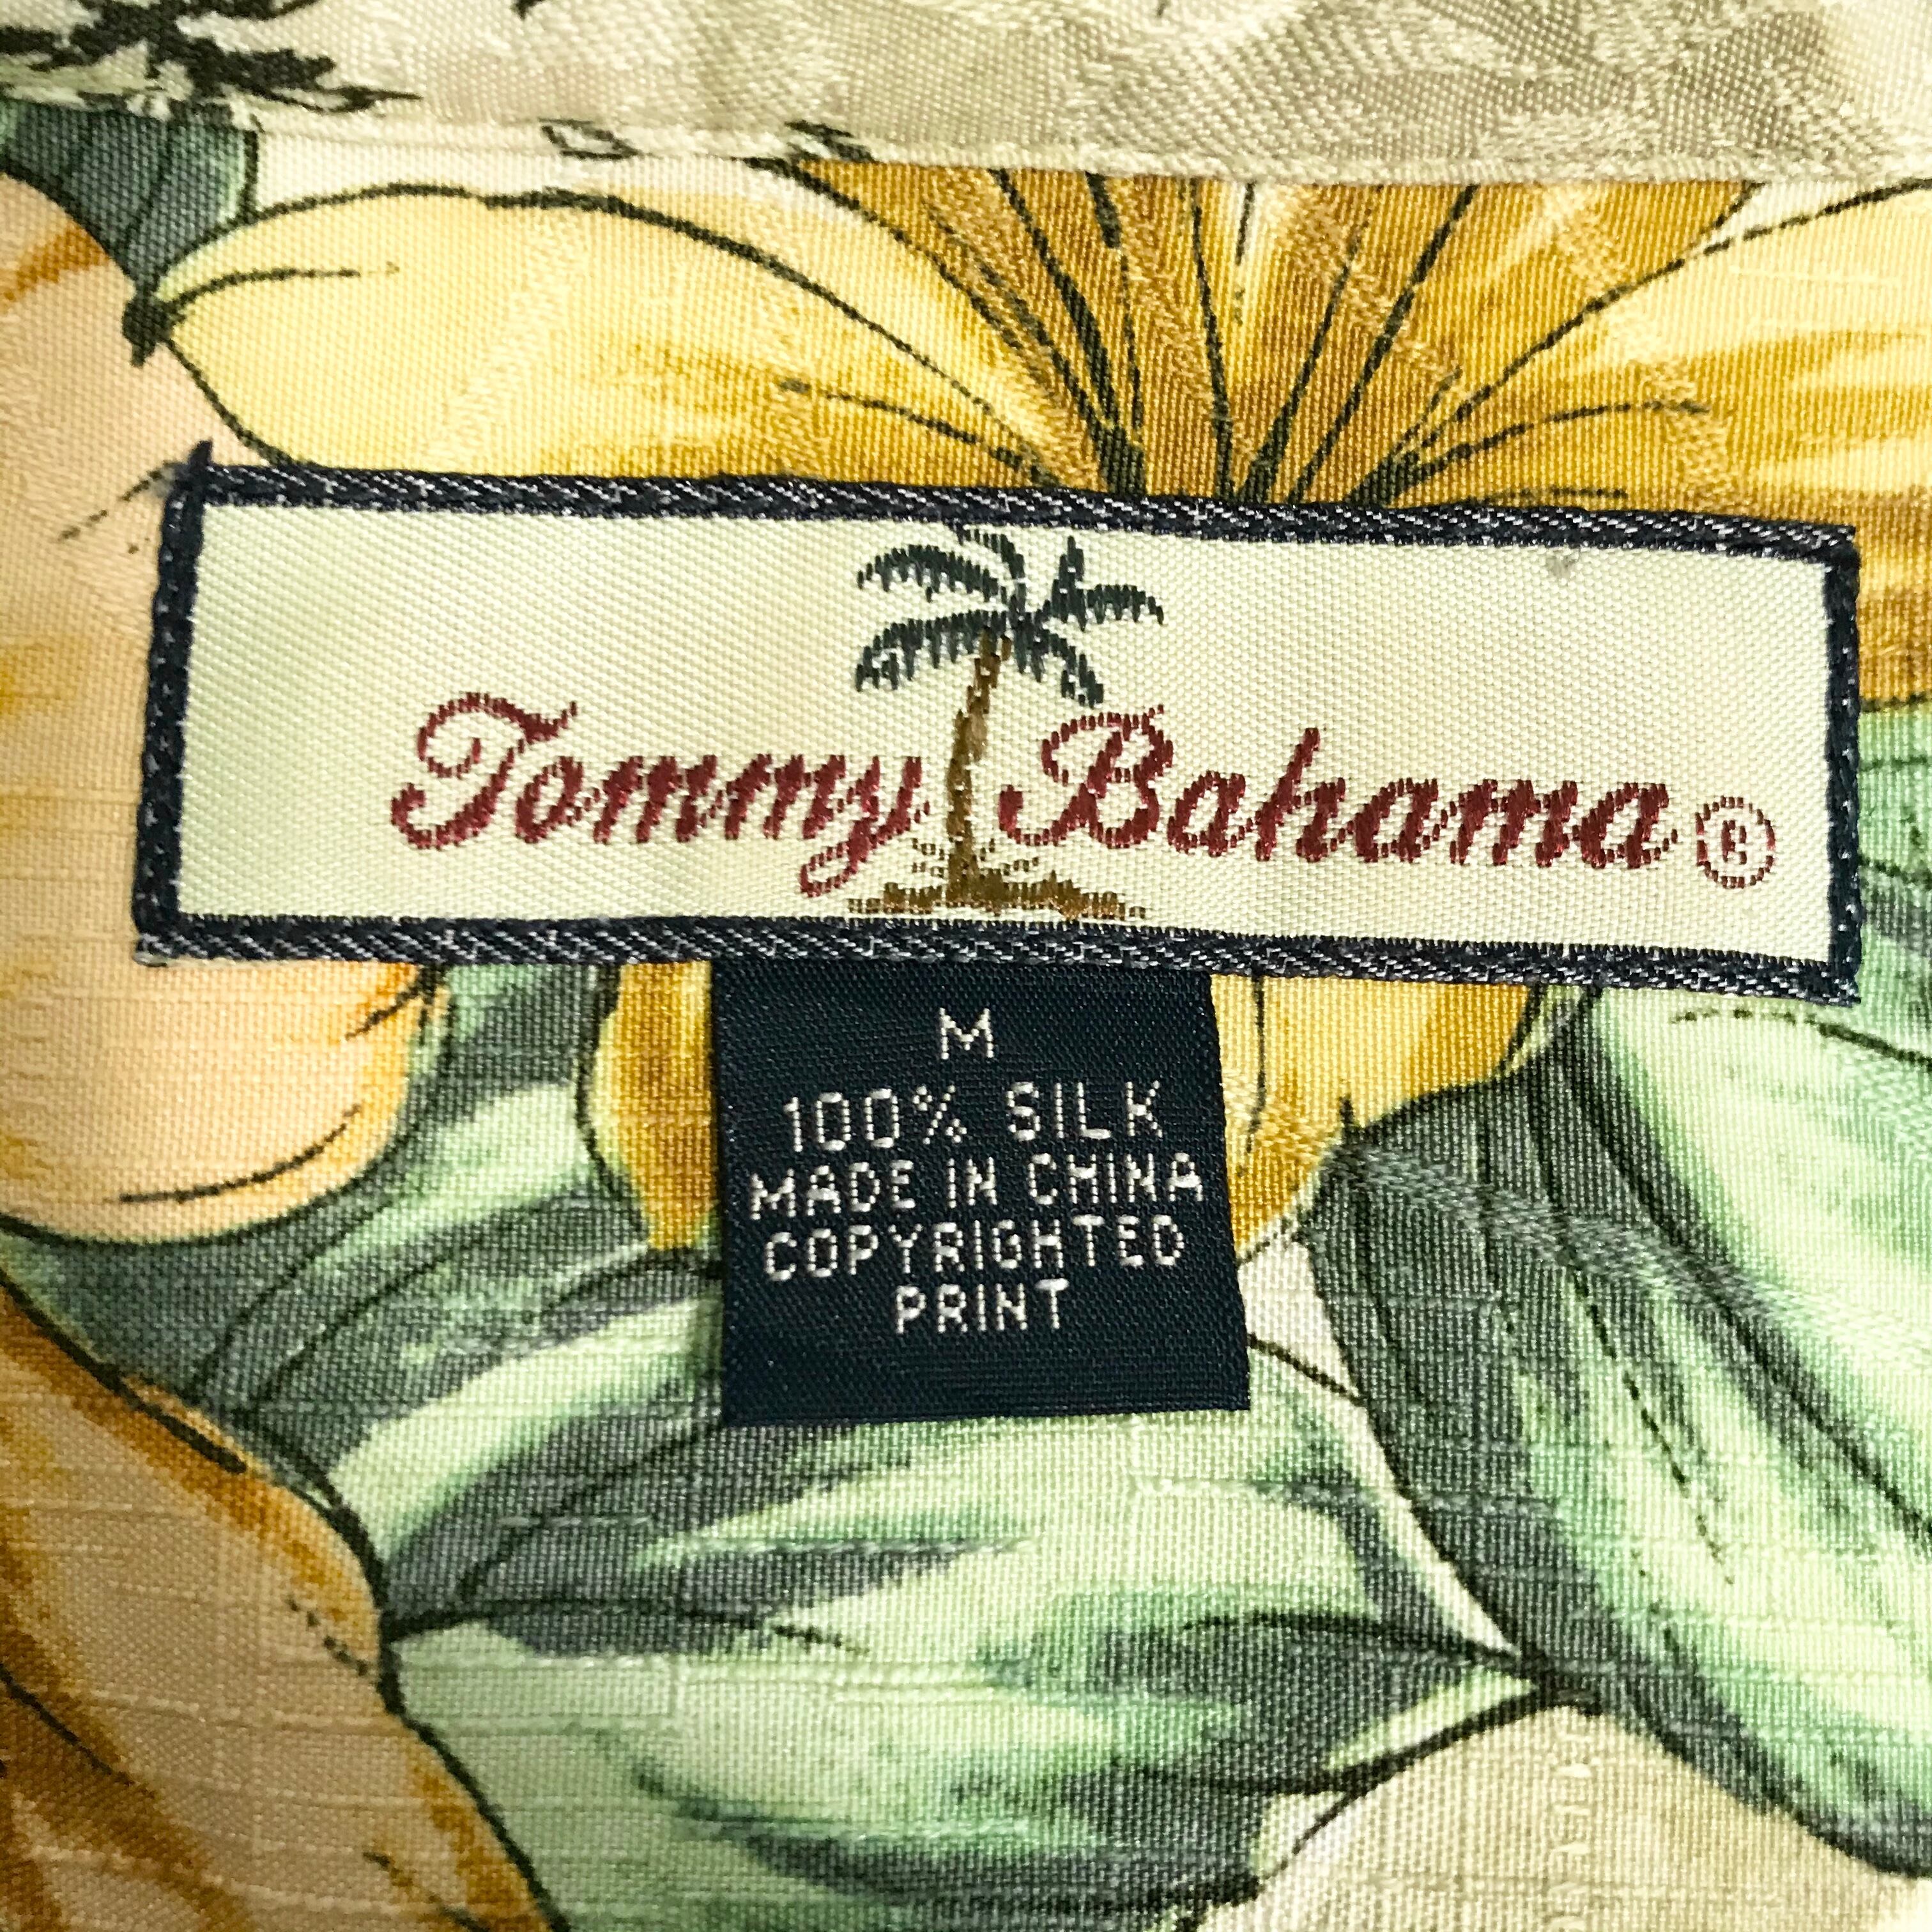 Tommy Bahama®
M
100% SILK
MADE IN CHINA
COPYRIGHTED
PRINT